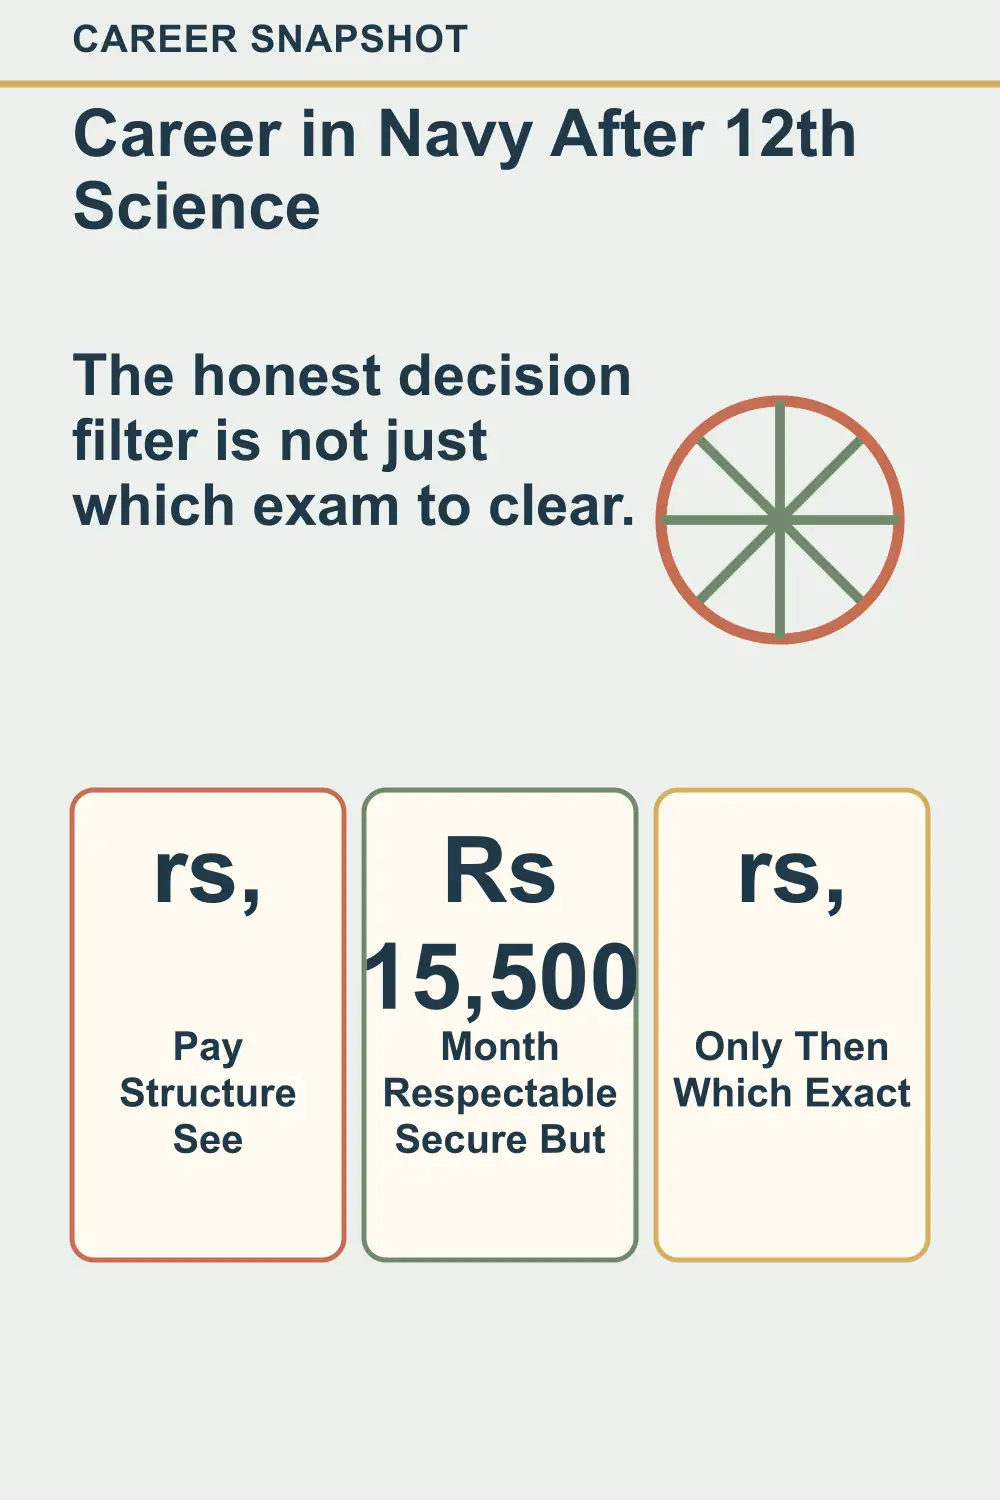 CAREER SNAPSHOT
Career in Navy After 12th
Science
The honest decision
filter is not just
which exam to clear.
rs,
Pay
Structure
See
Rs
15,500
Month
Respectable
Secure But
rs,
Only Then
Which Exact